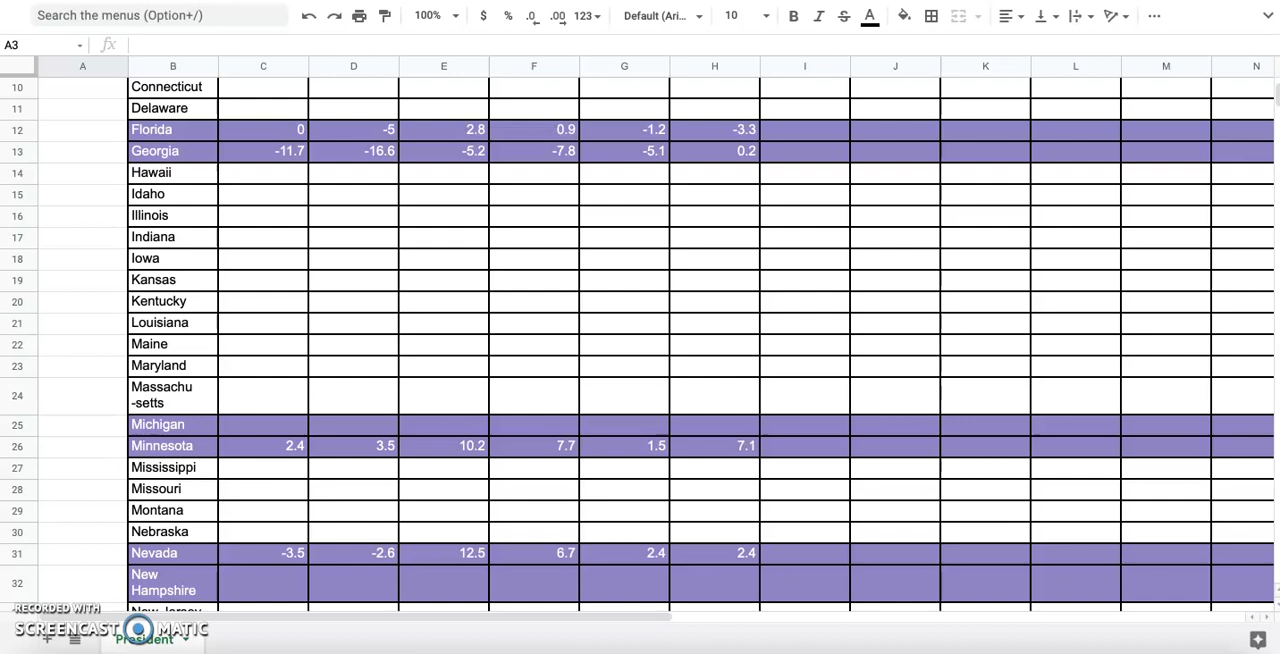 Search the menus (Option+/) 100% $ % .0 .00 123 Default (Ari... 10 B I S A
A3 fx
A B C D E F G H I J K L M N
10 Connecticut
11 Delaware
12 Florida 0 -5 2.8 0.9 -1.2 -3.3
13 Georgia -11.7 -16.6 -5.2 -7.8 -5.1 0.2
14 Hawaii
15 Idaho
16 Illinois
17 Indiana
18 Iowa
19 Kansas
20 Kentucky
21 Louisiana
22 Maine
23 Maryland
24 Massachu
-setts
25 Michigan
26 Minnesota 2.4 3.5 10.2 7.7 1.5 7.1
27 Mississippi
28 Missouri
29 Montana
30 Nebraska
31 Nevada -3.5 -2.6 12.5 6.7 2.4 2.4
32 New
Hampshire
New Jersey
RECORDED WITH
SCREENCAST MATIC
President